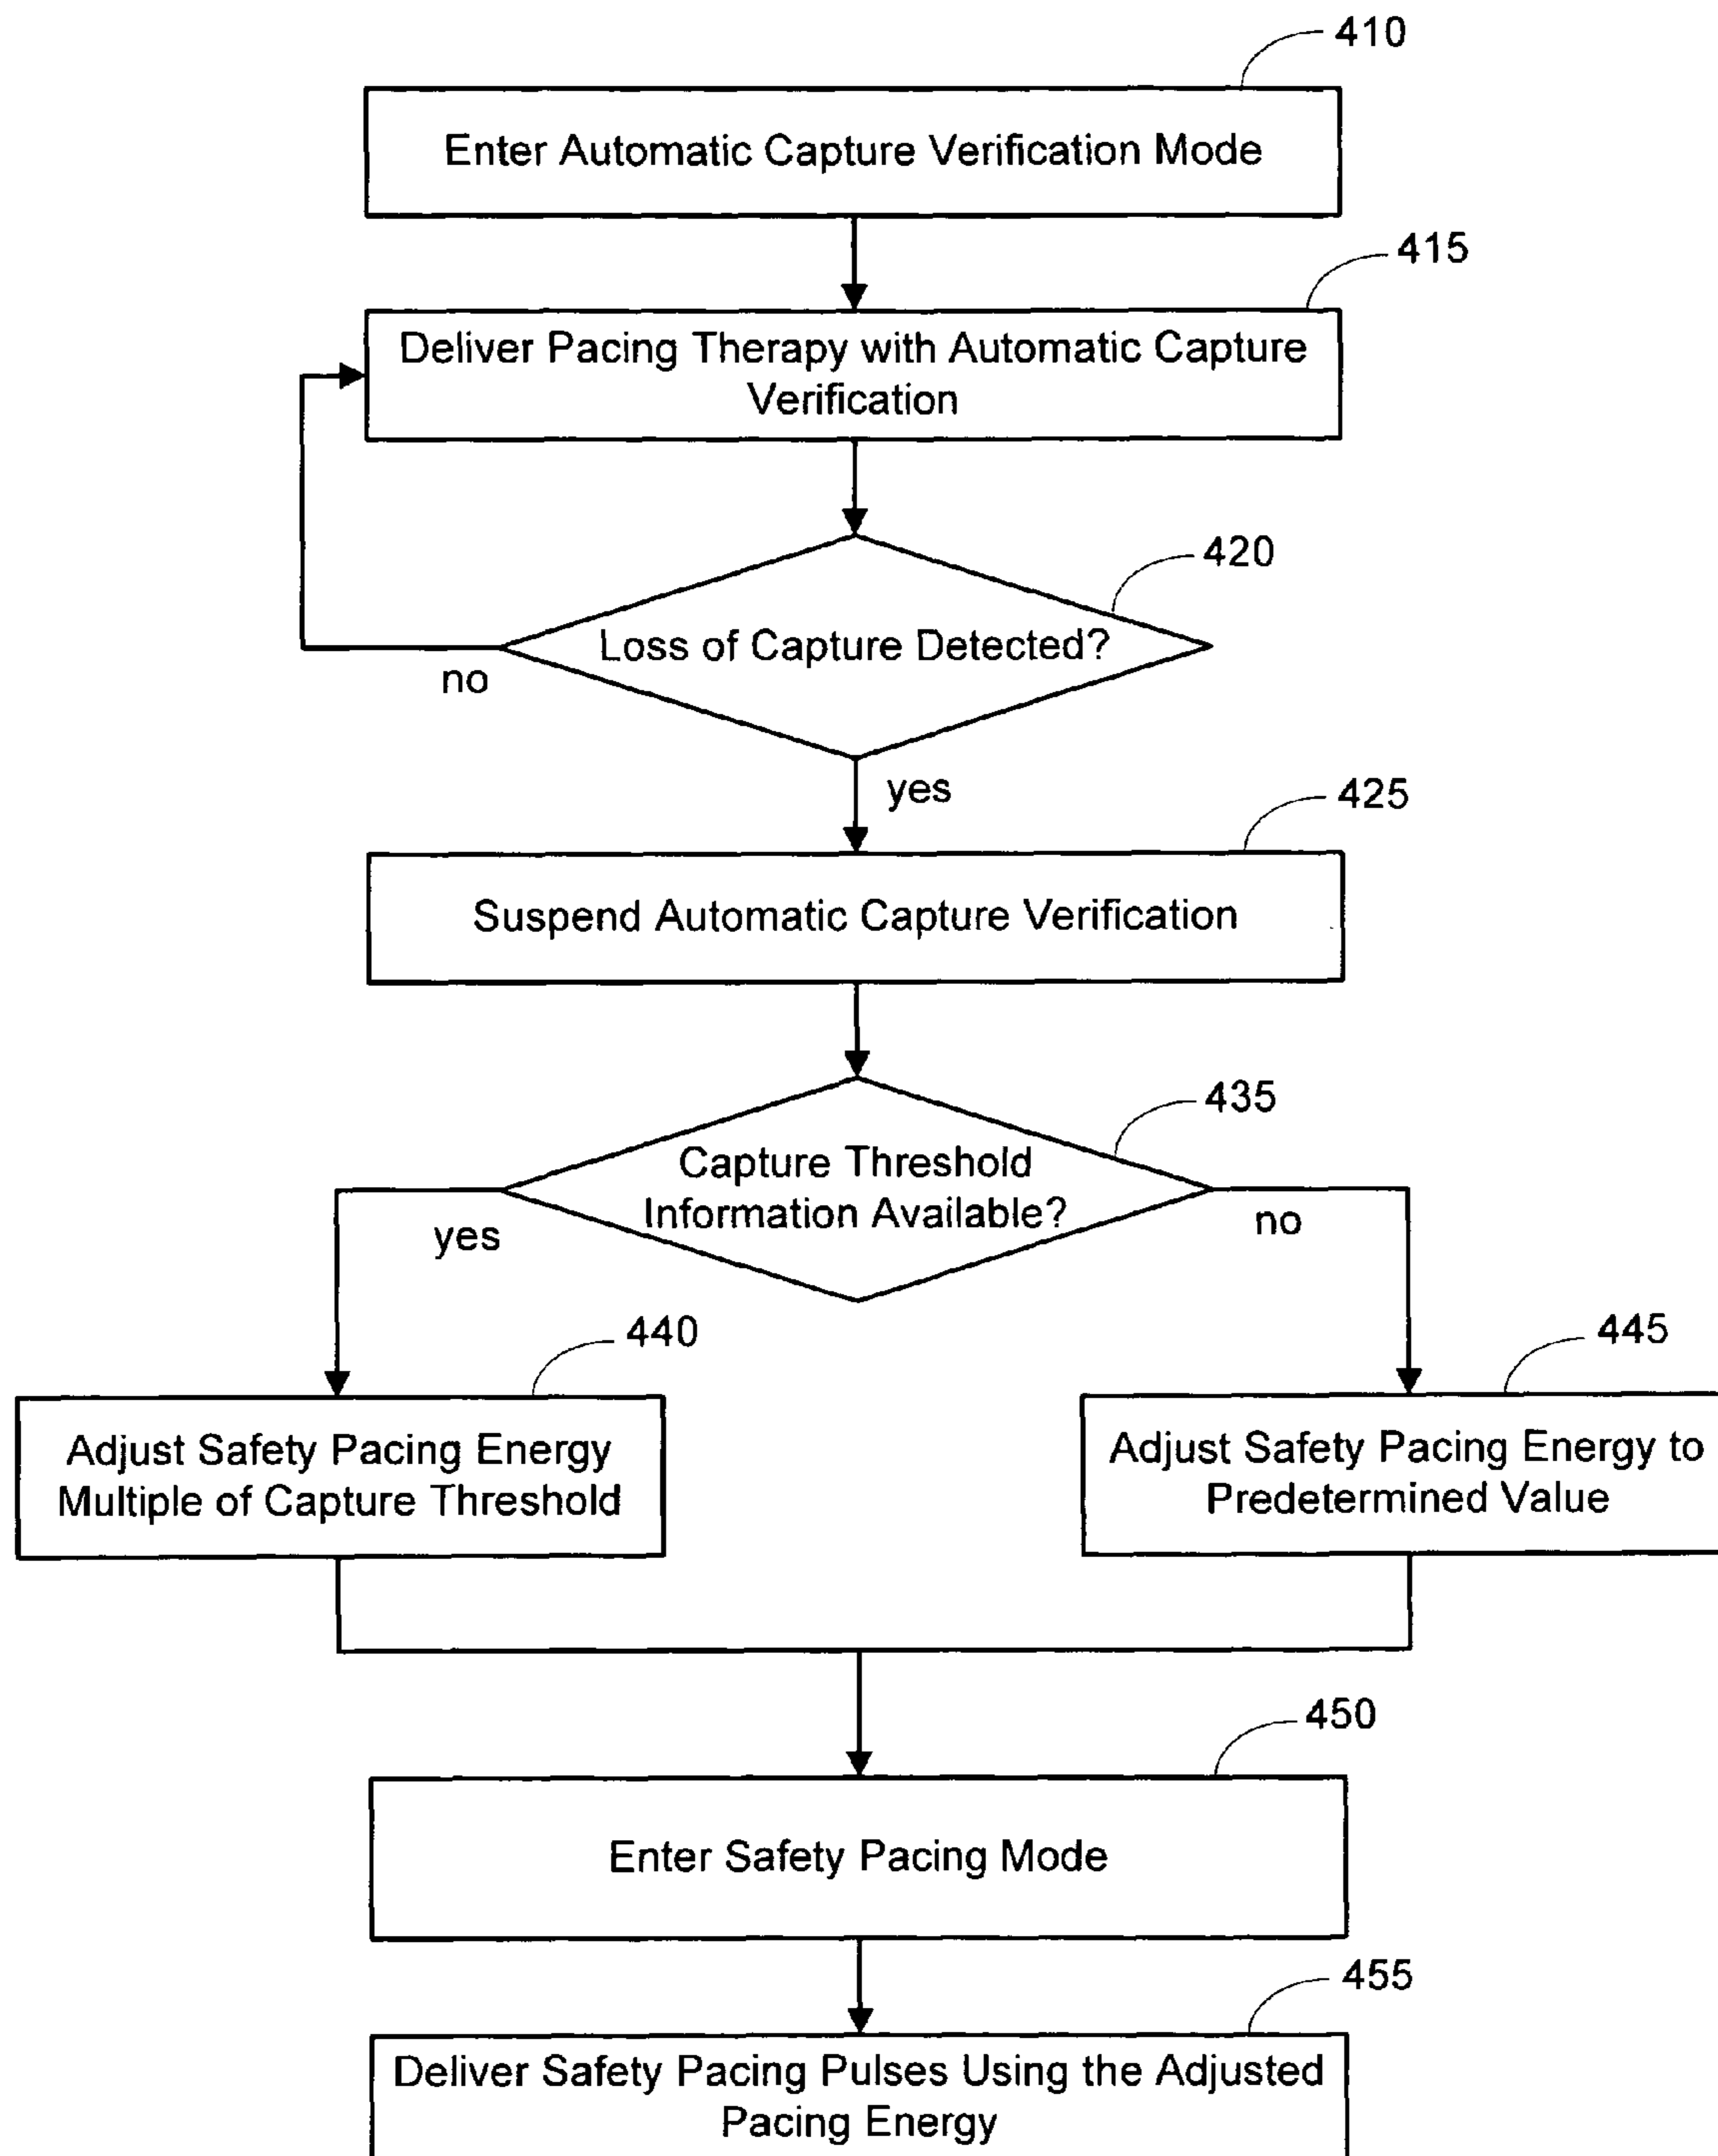 410
Enter Automatic Capture Verification Mode
415
Deliver Pacing Therapy with Automatic Capture
Verification
420
Loss of Capture Detected?
no
yes
425
Suspend Automatic Capture Verification
435
Capture Threshold
Information Available?
yes
no
440
445
Adjust Safety Pacing Energy
Multiple of Capture Threshold
Adjust Safety Pacing Energy to
Predetermined Value
450
Enter Safety Pacing Mode
455
Deliver Safety Pacing Pulses Using the Adjusted
Pacing Energy